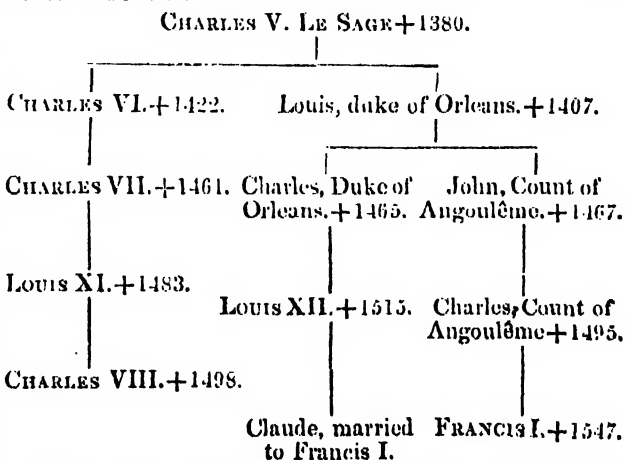 CHARLES V. LE SAGE+1380.
CHARLES VI.+1422. Louis, duke of Orleans.+1407.
CHARLES VII.+1461. Charles, Duke of
Orleans.+1465.
John, Count of
Angoulême.+1467.
LOUIS XI.+1483.
LOUIS XII.+1515. Charles, Count of
Angoulême+1495.
CHARLES VIII.+1498.
Claude, married
to Francis I.
FRANCIS I.+1547.